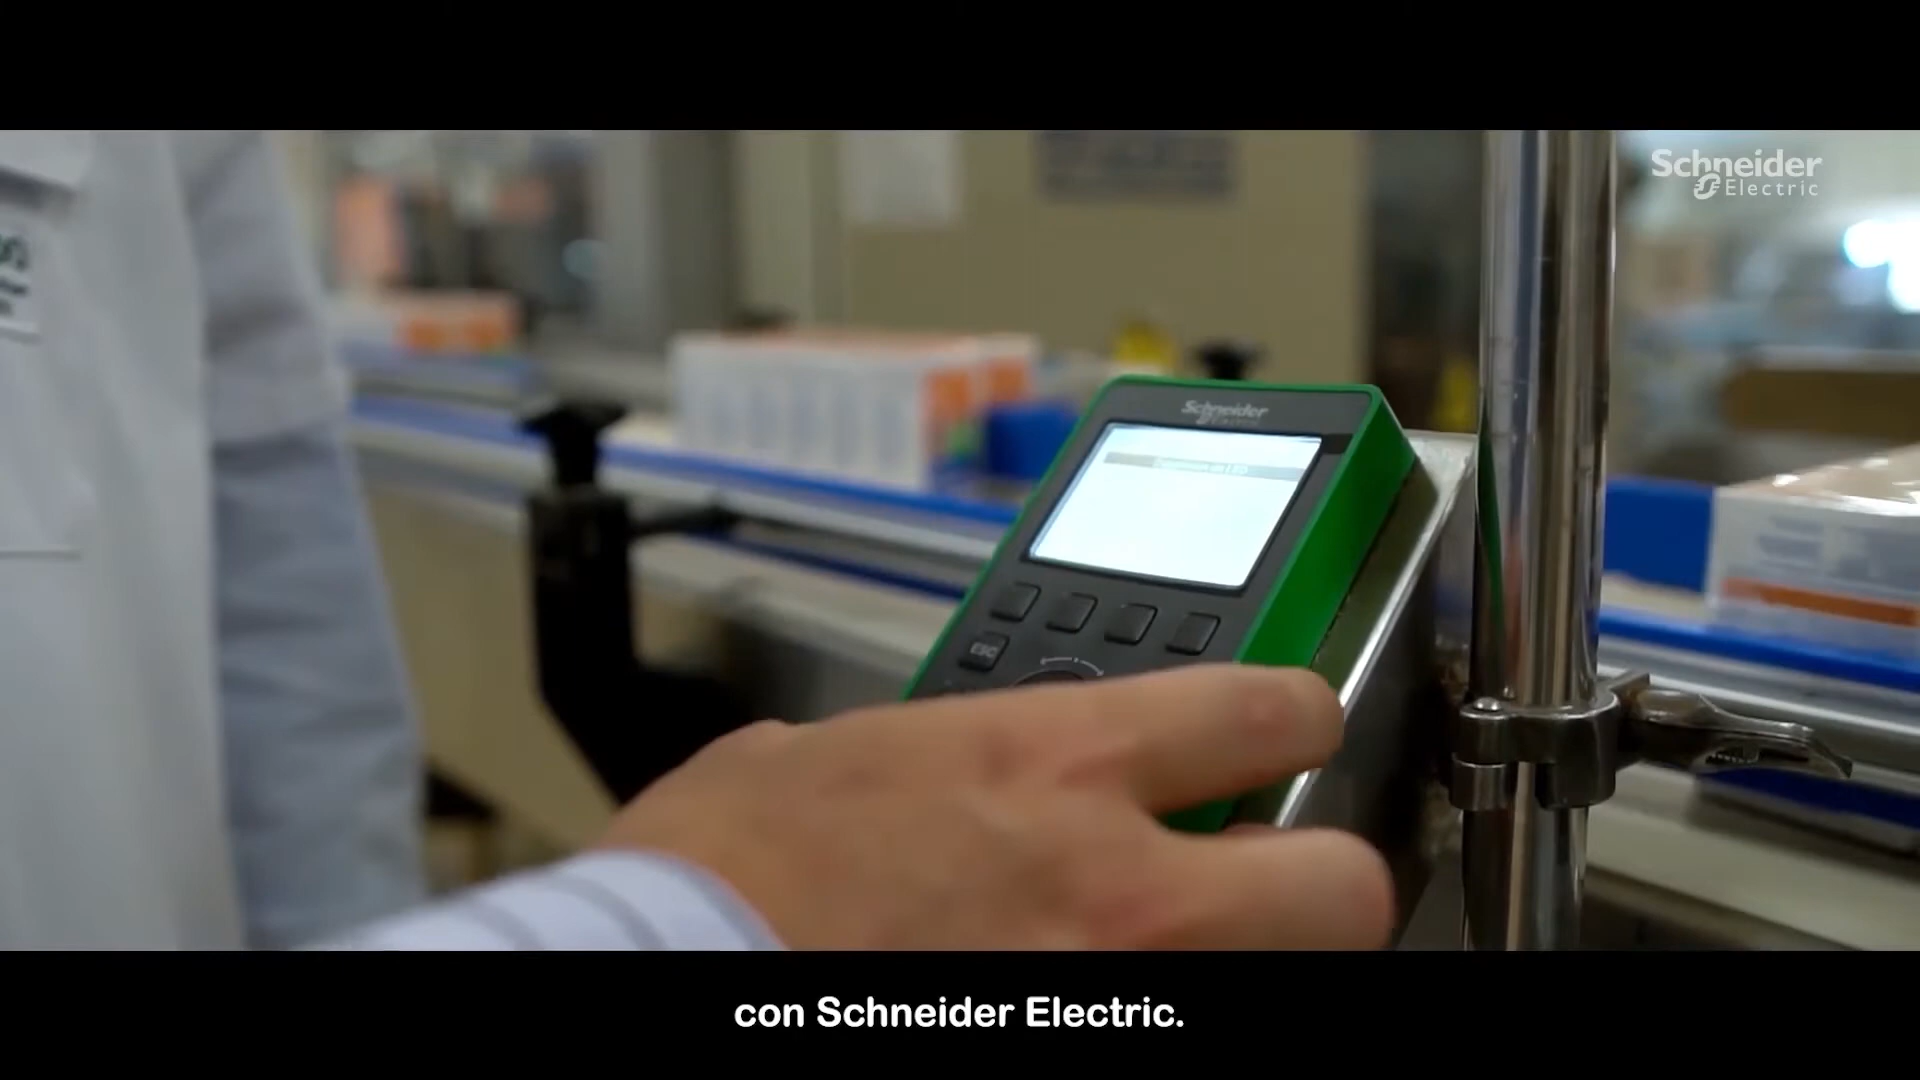 Schneider
Electric
Schneider
Electric
ESC
con Schneider Electric.